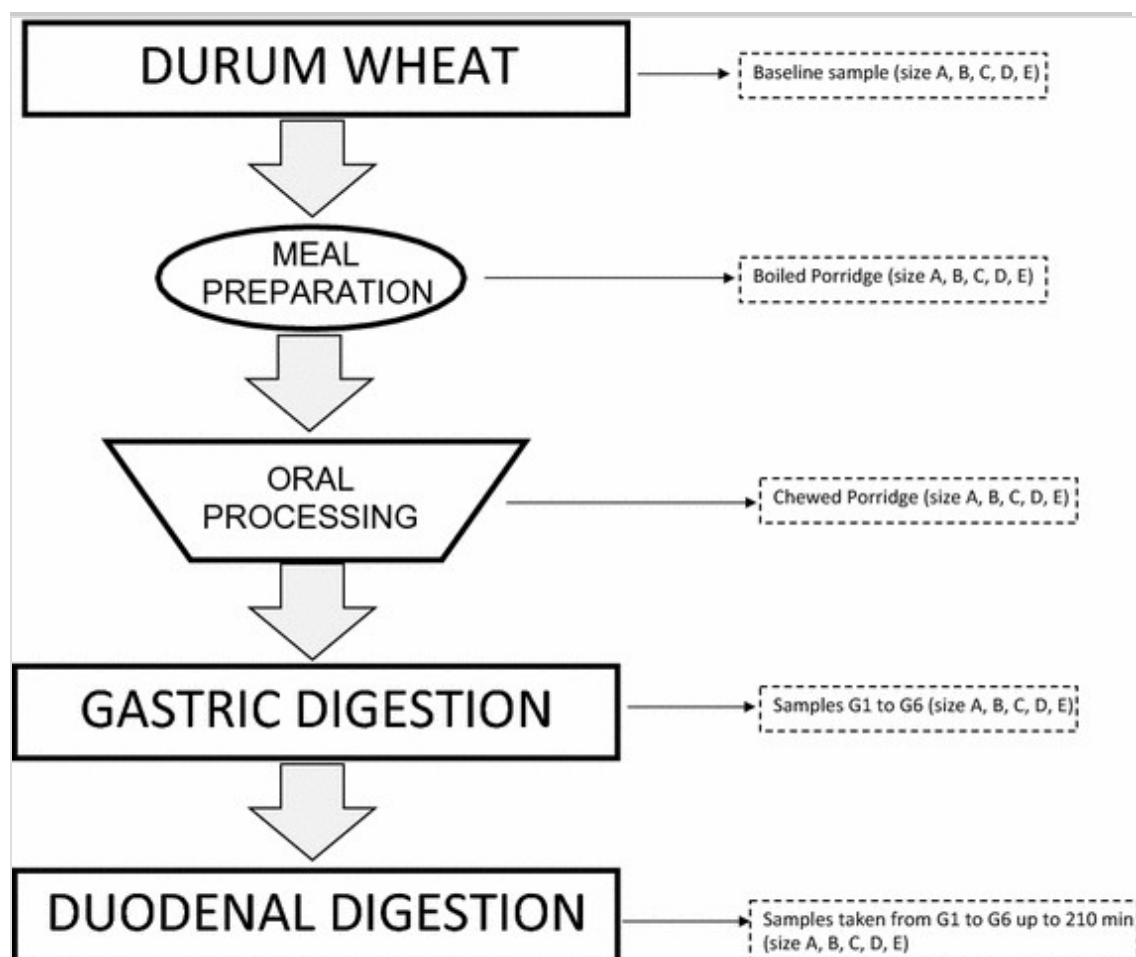 DURUM WHEAT
Baseline sample (size A, B, C, D, E)
MEAL
PREPARATION
Boiled Porridge (size A, B, C, D, E)
ORAL
PROCESSING
Chewed Porridge (size A, B, C, D, E)
GASTRIC DIGESTION
Samples G1 to G6 (size A, B, C, D, E)
DUODENAL DIGESTION
Samples taken from G1 to G6 up to 210 min
(size A, B, C, D, E)